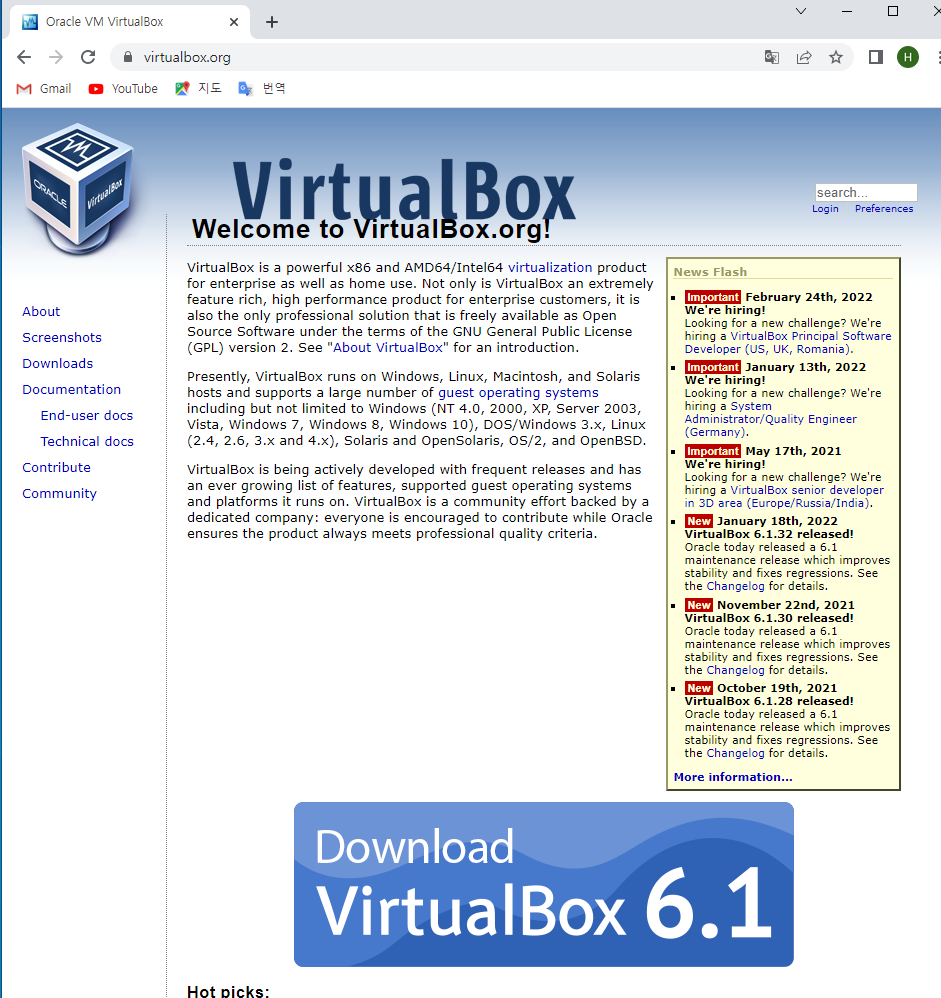 Oracle VM VirtualBox
virtualbox.org
H
Gmail
YouTube
지도
번역
ORACLE
VirtualBox
VirtualBox
search...
Login Preferences
Welcome to VirtualBox.org!
About
Screenshots
Downloads
Documentation
End-user docs
Technical docs
Contribute
Community
VirtualBox is a powerful x86 and AMD64/Intel64 virtualization product
for enterprise as well as home use. Not only is VirtualBox an extremely
feature rich, high performance product for enterprise customers, it is
also the only professional solution that is freely available as Open
Source Software under the terms of the GNU General Public License
(GPL) version 2. See "About VirtualBox" for an introduction.
Presently, VirtualBox runs on Windows, Linux, Macintosh, and Solaris
hosts and supports a large number of guest operating systems
including but not limited to Windows (NT 4.0, 2000, XP, Server 2003,
Vista, Windows 7, Windows 8, Windows 10), DOS/Windows 3.x, Linux
(2.4, 2.6, 3.x and 4.x), Solaris and OpenSolaris, OS/2, and OpenBSD.
VirtualBox is being actively developed with frequent releases and has
an ever growing list of features, supported guest operating systems
and platforms it runs on. VirtualBox is a community effort backed by a
dedicated company: everyone is encouraged to contribute while Oracle
ensures the product always meets professional quality criteria.
News Flash
Important February 24th, 2022
We're hiring!
Looking for a new challenge? We're
hiring a VirtualBox Principal Software
Developer (US, UK, Romania).
Important January 13th, 2022
We're hiring!
Looking for a new challenge? We're
hiring a System
Administrator/Quality Engineer
(Germany).
Important May 17th, 2021
We're hiring!
Looking for a new challenge? We're
hiring a VirtualBox senior developer
in 3D area (Europe/Russia/India).
New January 18th, 2022
VirtualBox 6.1.32 released!
Oracle today released a 6.1
maintenance release which improves
stability and fixes regressions. See
the Changelog for details.
New November 22nd, 2021
VirtualBox 6.1.30 released!
Oracle today released a 6.1
maintenance release which improves
stability and fixes regressions. See
the Changelog for details.
New October 19th, 2021
VirtualBox 6.1.28 released!
Oracle today released a 6.1
maintenance release which improves
stability and fixes regressions. See
the Changelog for details.
More information...
Download
VirtualBox 6.1
Hot picks: